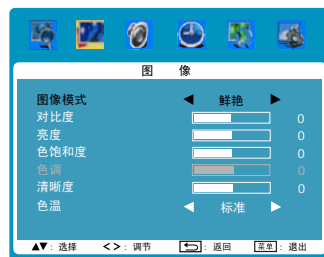 图 像
图像模式 ◀ 鲜艳 ▶
对比度 0
亮度 0
色饱和度 0
色调 0
清晰度 0
色温 ◀ 标准 ▶
▲▼: 选择 <>: 调节 : 返回 菜单: 退出